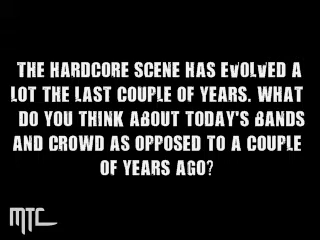 THE HARDCORE SCENE HAS EVOLVED A
LOT THE LAST COUPLE OF YEARS. WHAT
DO YOU THINK ABOUT TODAY'S BANDS
AND CROWD AS OPPOSED TO A COUPLE
OF YEARS AGO?
MTC